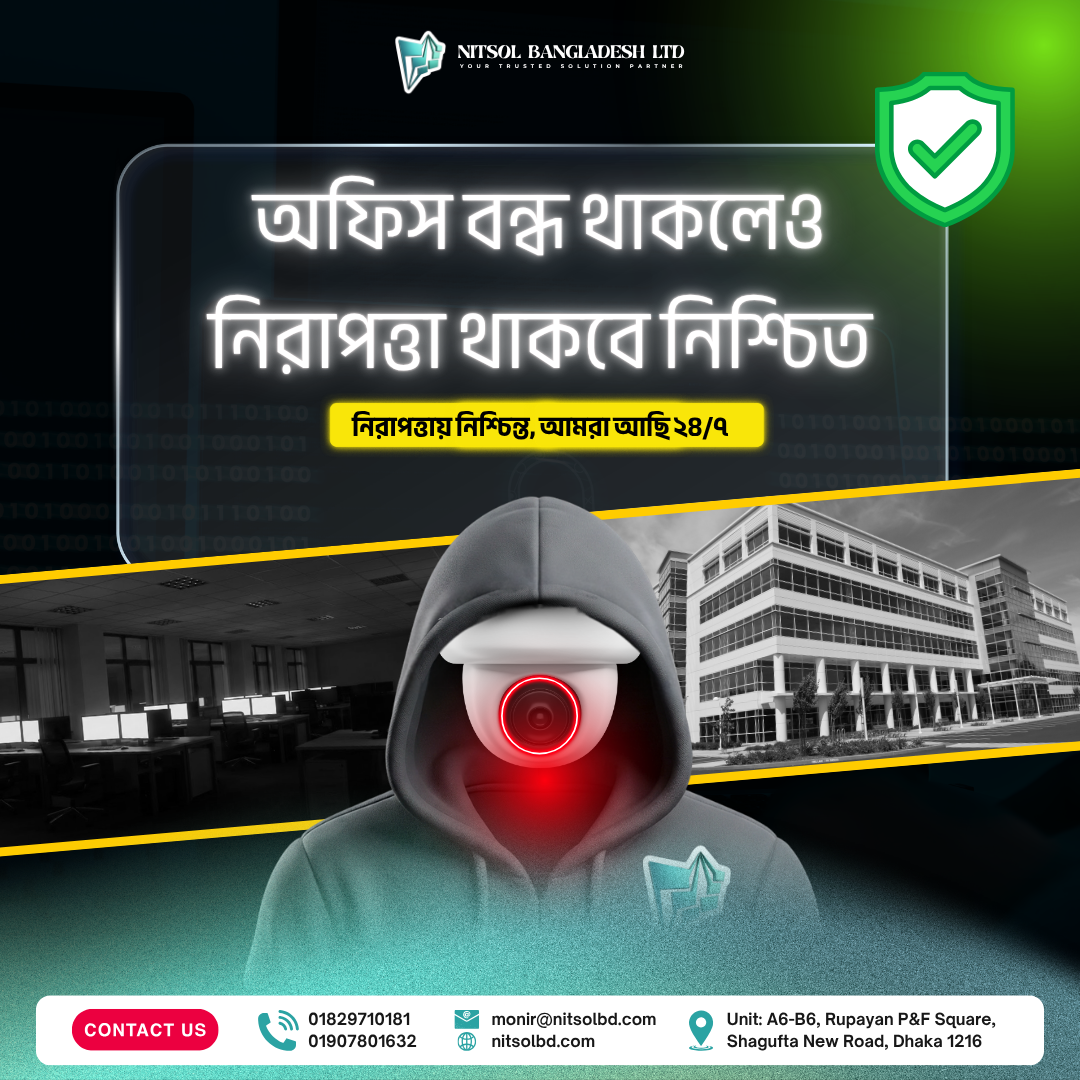 NITSOL BANGLADESH LTD
YOUR TRUSTED SOLUTION PARTNER
অফিস বন্ধ থাকলেও
নিরাপত্তা থাকবে নিশ্চিত
নিরাপত্তায় নিশ্চিন্ত, আমরা আছি ২৪/৭
CONTACT US
01829710181
01907801632
monir@nitsolbd.com
nitsolbd.com
Unit: A6-B6, Rupayan P&F Square,
Shagufta New Road, Dhaka 1216